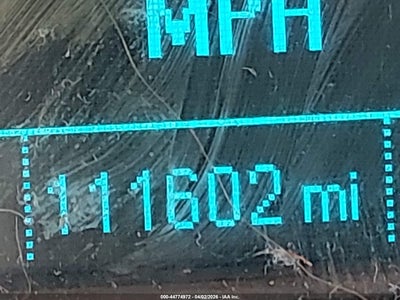 MPH
111602 mi
000-44774972 - 04/02/2026 - IAA Inc.